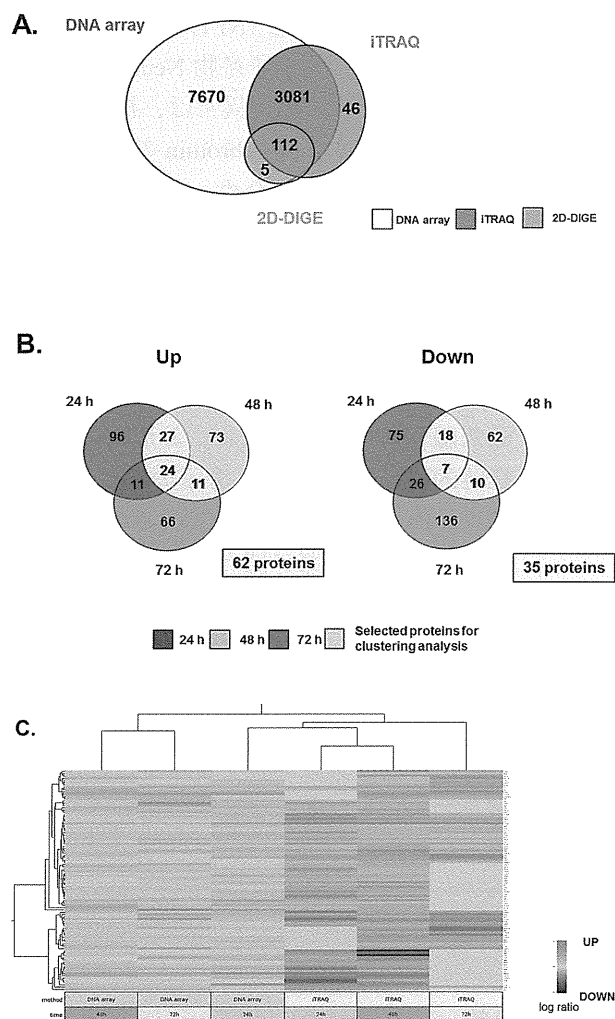 A.
DNA array
iTRAQ
7670
3081
46
112
5
2D-DIGE
DNA array iTRAQ 2D-DIGE
B.
Up Down
24 h 48 h 24 h 48 h
96 27 73 75 18 62
24 7
11 11 26 10
66 136
72 h 62 proteins 72 h 35 proteins
24 h 48 h 72 h Selected proteins for
clustering analysis
C.
UP
DOWN
log ratio
method DNA array DNA array DNA array iTRAQ iTRAQ iTRAQ
time 48h 72h 24h 24h 48h 72h